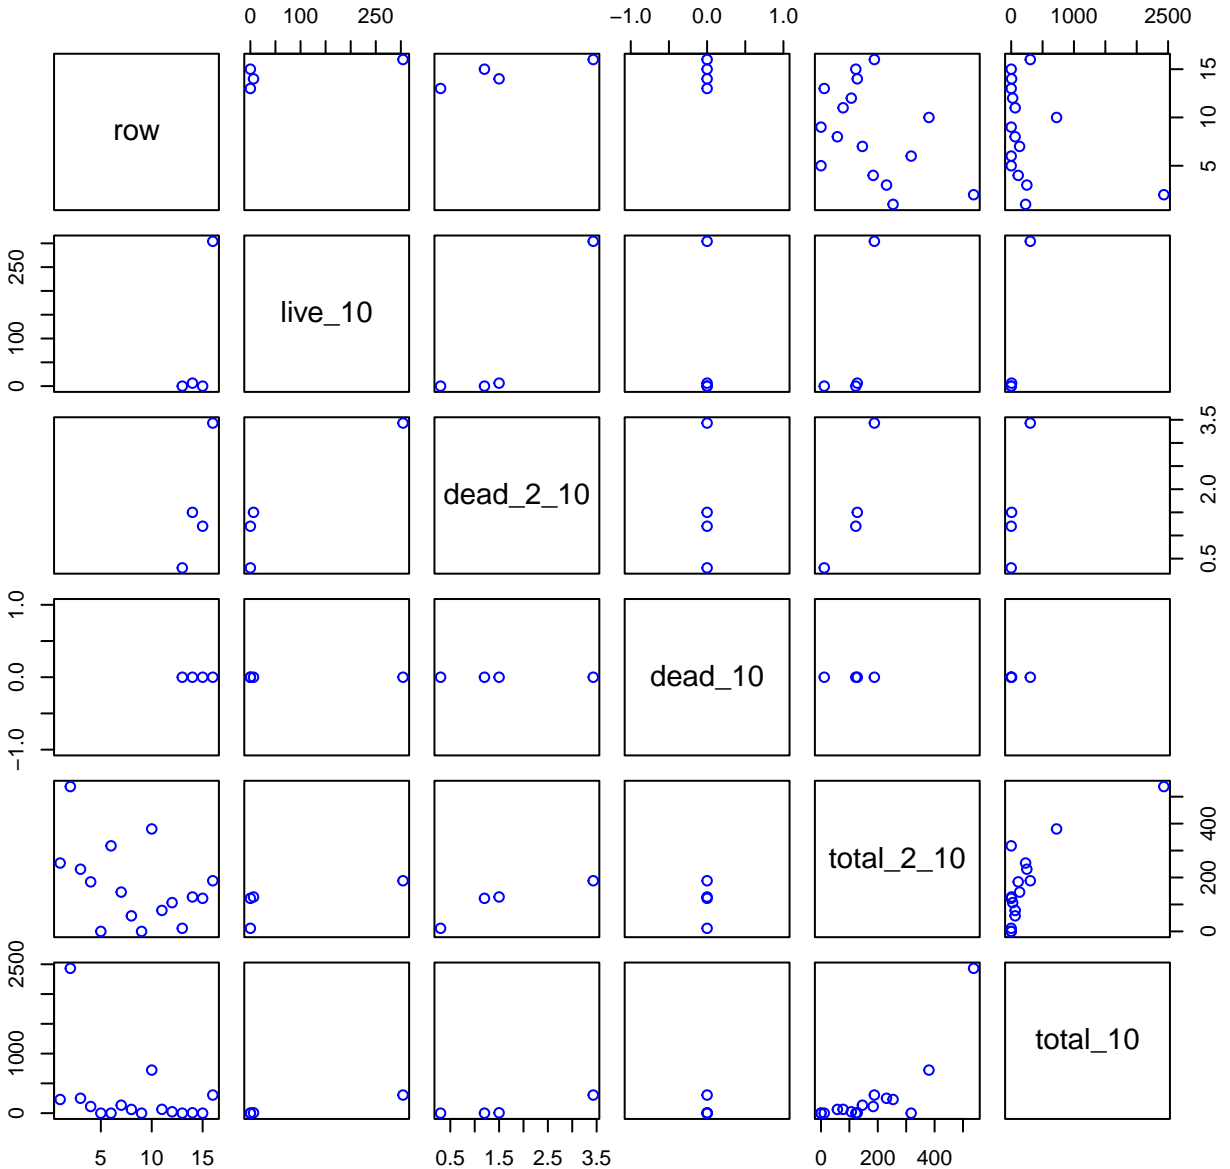 0 100 300 −1.0 0.0 1.0 0 1000 2500
row 5 10 15
0 100 250 live_10
dead_2_10 0.5 2.0 3.5
−1.0 0.0 1.0 dead_10
total_2_10 0 200 400
0 1000 2500 total_10
5 10 15 0.5 1.5 2.5 3.5 0 200 400